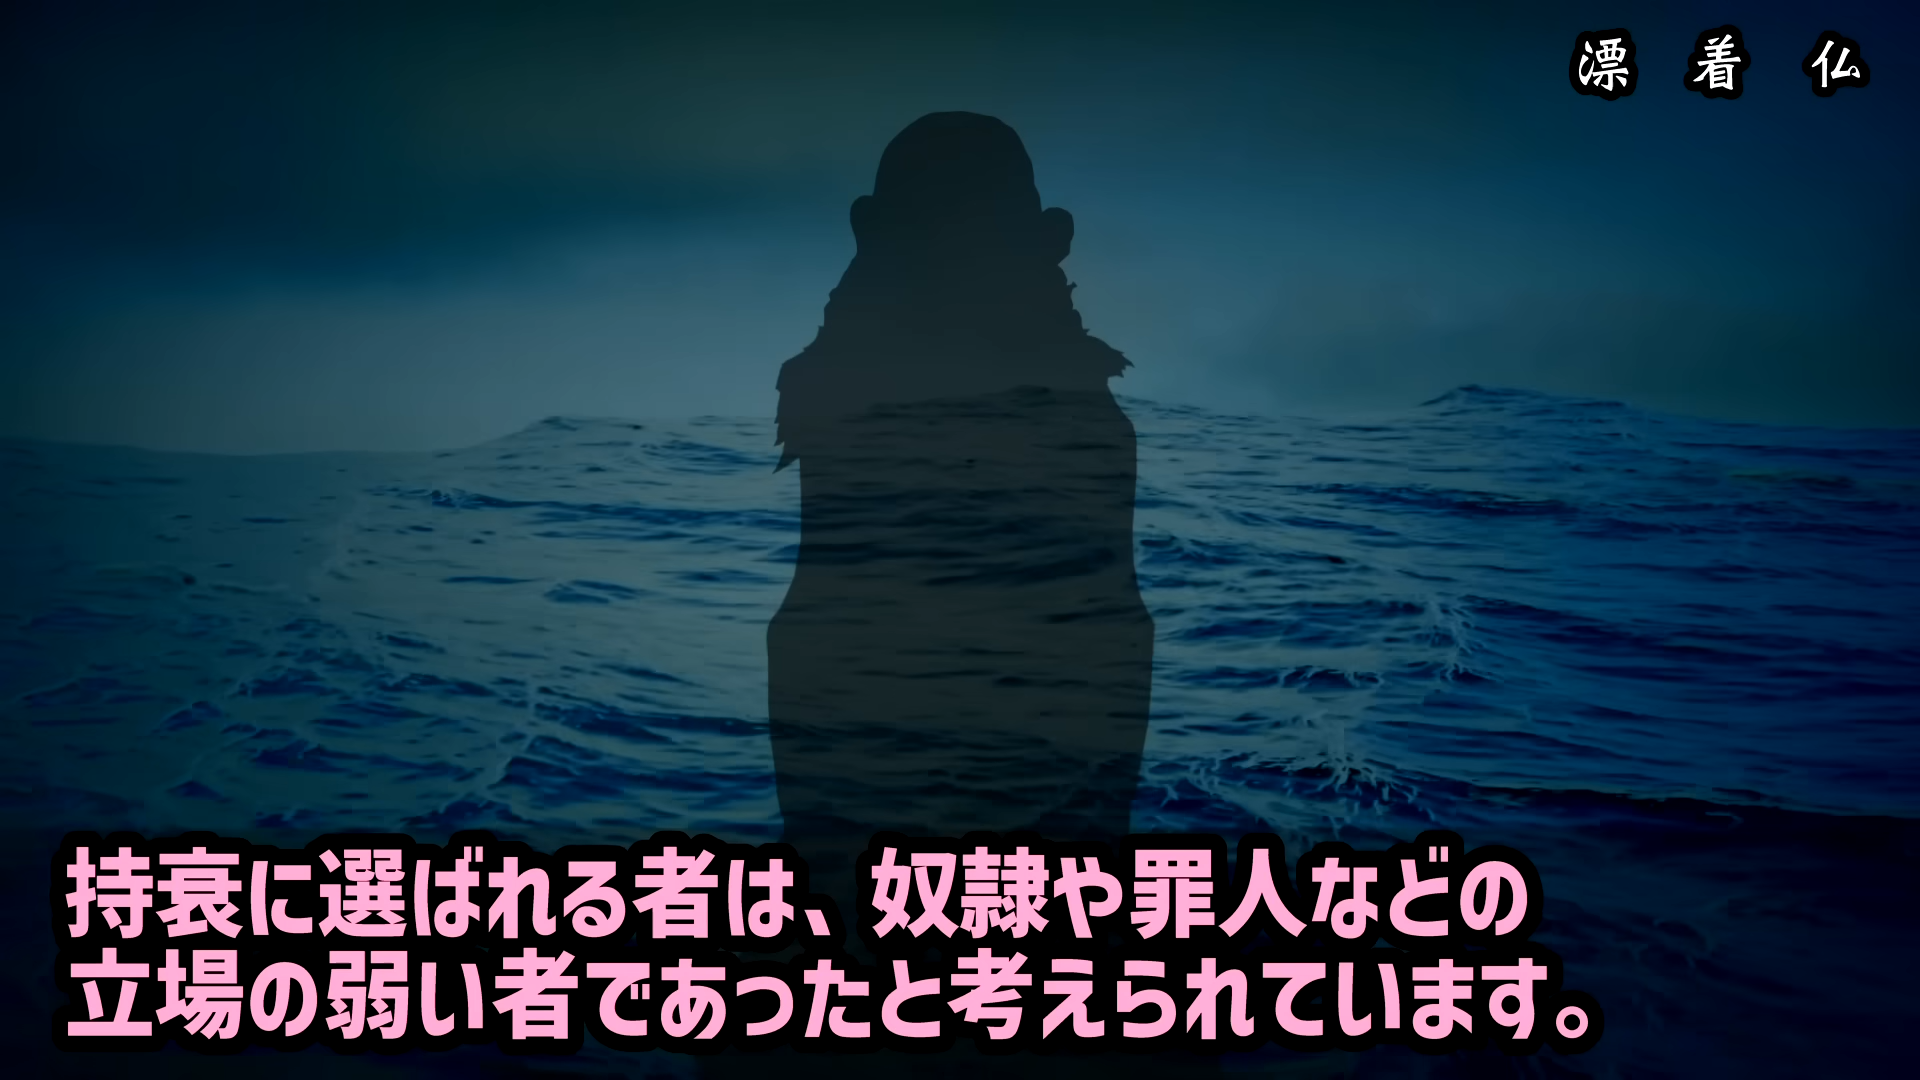 漂着仏
持衰に選ばれる者は、奴隷や罪人などの
立場の弱い者であったと考えられています。